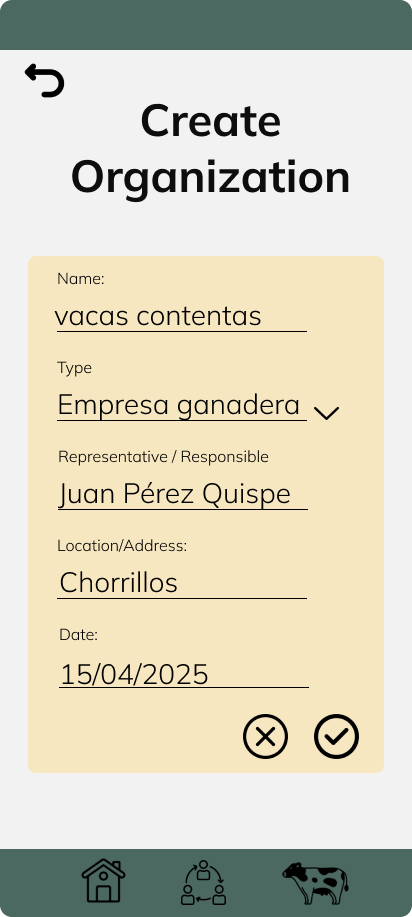 Create
Organization
Name:
vacas contentas
Type
Empresa ganadera
Representative / Responsible
Juan Pérez Quispe
Location/Address:
Chorrillos
Date:
15/04/2025